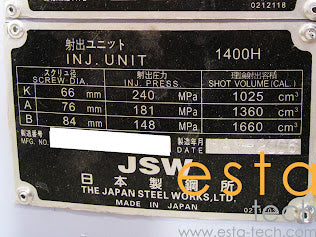 0212116
射出ユニット 1400H
INJ. UNIT
スクリュ径 射出圧力 理論射出容積
SCREW DIA. INJ. PRESS. SHOT VOLUME (CAL.)
K 66 mm 240 MPa 1025 cm³
A 76 mm 181 MPa 1360 cm³
B 84 mm 148 MPa 1660 cm³
製造番号 製造年月
MFG. NO. DATE
JSW
日本製鋼所
THE JAPAN STEEL WORKS,LTD.
MADE IN JAPAN
esta
tech
www.esta-tech.com